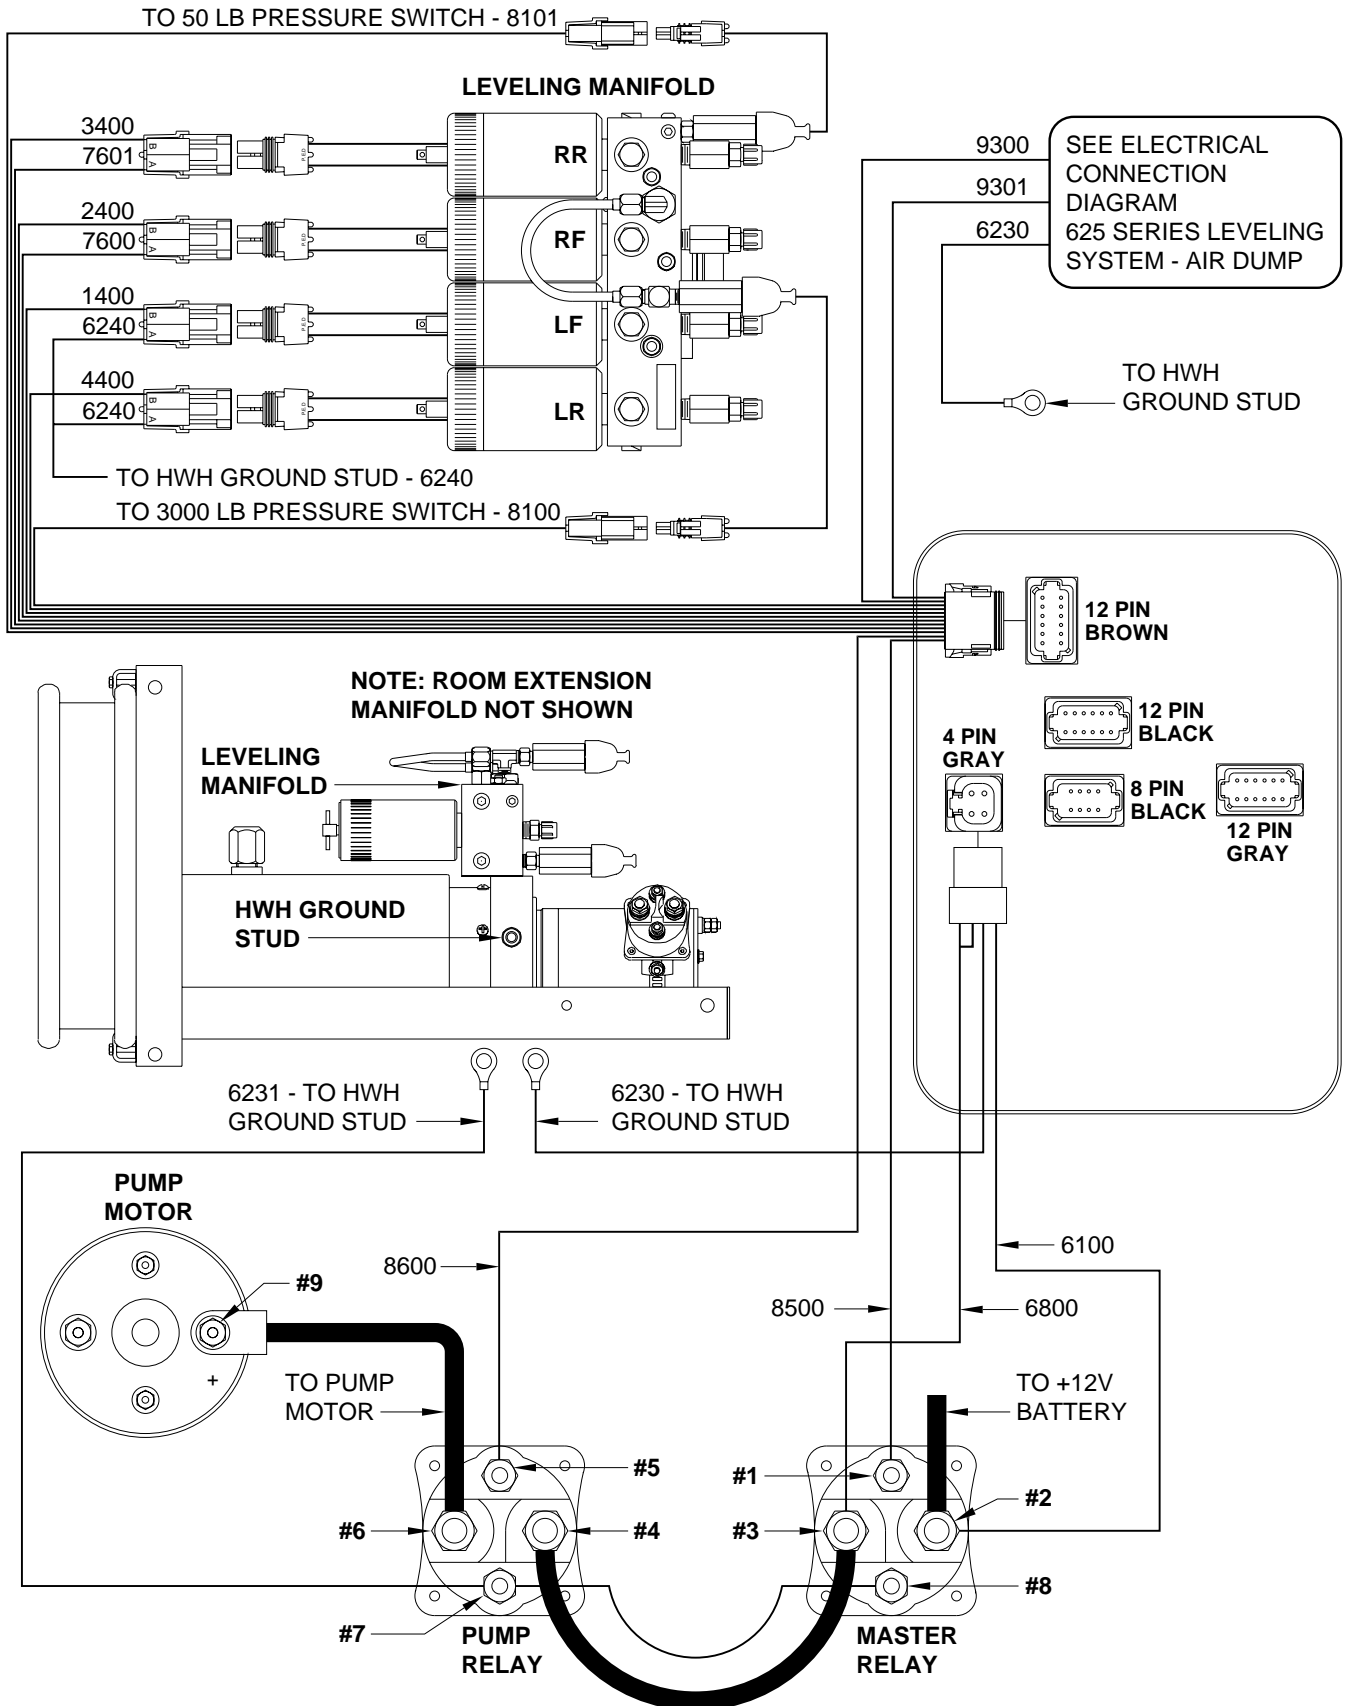 TO 50 LB PRESSURE SWITCH - 8101
LEVELING MANIFOLD
3400
7601
2400
7600
1400
6240
4400
6240
B
A
B
A
B
A
B
A
P.E.D.
P.E.D.
P.E.D.
P.E.D.
RR
RF
LF
LR
TO HWH GROUND STUD - 6240
TO 3000 LB PRESSURE SWITCH - 8100
9300
9301
6230
SEE ELECTRICAL
CONNECTION
DIAGRAM
625 SERIES LEVELING
SYSTEM - AIR DUMP
TO HWH
GROUND STUD
12 PIN
BROWN
12 PIN
BLACK
4 PIN
GRAY
8 PIN
BLACK
12 PIN
GRAY
NOTE: ROOM EXTENSION
MANIFOLD NOT SHOWN
LEVELING
MANIFOLD
HWH GROUND
STUD
6231 - TO HWH
GROUND STUD
6230 - TO HWH
GROUND STUD
PUMP
MOTOR
#9
+
8600
6100
8500
6800
TO PUMP
MOTOR
TO +12V
BATTERY
#5
#1
#2
#6
#4
#3
#8
#7
PUMP
RELAY
MASTER
RELAY